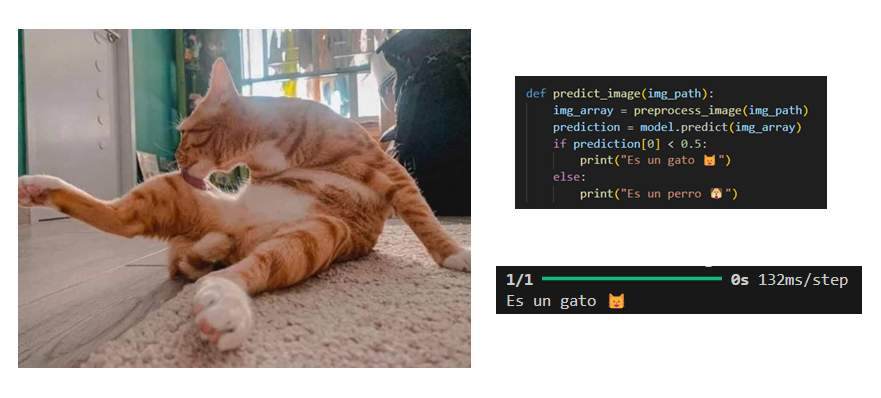 def predict_image(img_path):
    img_array = preprocess_image(img_path)
    prediction = model.predict(img_array)
    if prediction[0] < 0.5:
        print("Es un gato 😺")
    else:
        print("Es un perro 🐶")
1/1 ━━━━━━━━━━━━━━━━━━━━ 0s 132ms/step
Es un gato 😺